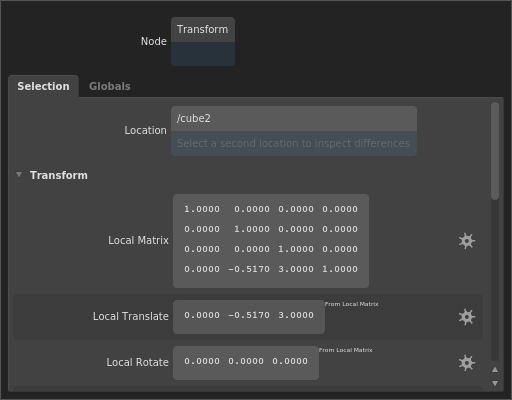 Transform
Node
Selection Globals
/cube2
Location
Select a second location to inspect differences
Transform
1.0000 0.0000 0.0000 0.0000
0.0000 1.0000 0.0000 0.0000
Local Matrix
0.0000 0.0000 1.0000 0.0000
0.0000 -0.5170 3.0000 1.0000
From Local Matrix
Local Translate 0.0000 -0.5170 3.0000
From Local Matrix
Local Rotate 0.0000 0.0000 0.0000